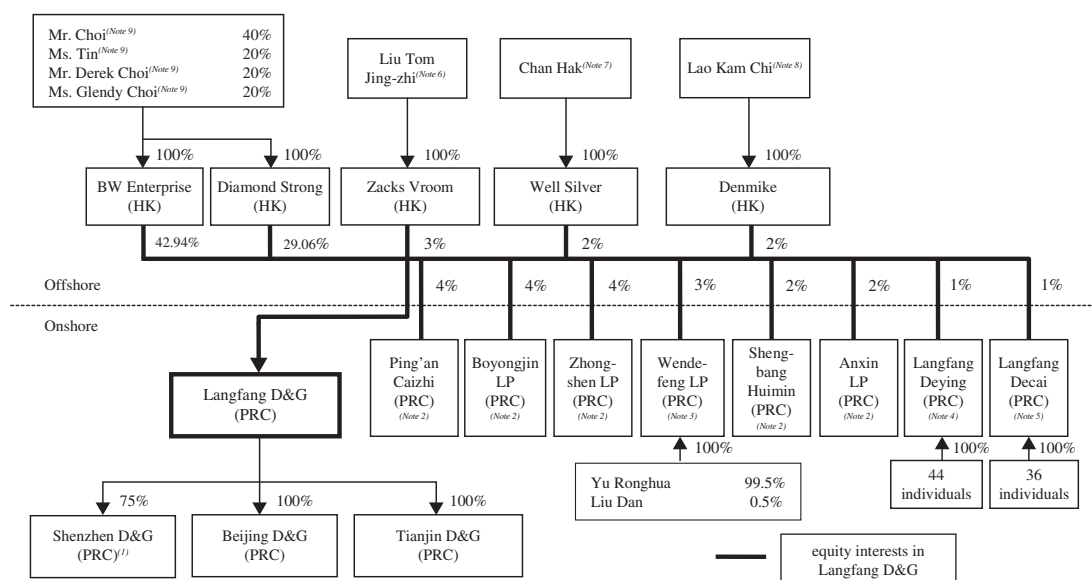 Mr. Choi(Note 9) 40%
Ms. Tin(Note 9) 20%
Mr. Derek Choi(Note 9) 20%
Ms. Glendy Choi(Note 9) 20%
Liu Tom
Jing-zhi(Note 6)
Chan Hak(Note 7)
Lao Kam Chi(Note 8)
100% 100% 100% 100% 100%
BW Enterprise
(HK)
Diamond Strong
(HK)
Zacks Vroom
(HK)
Well Silver
(HK)
Denmike
(HK)
42.94% 29.06% 3% 2% 2%
Offshore
4% 4% 4% 3% 2% 2% 1% 1%
Onshore
Langfang D&G
(PRC)
Ping'an
Caizhi
(PRC)
(Note 2)
Boyongjin
LP
(PRC)
(Note 2)
Zhong-
shen LP
(PRC)
(Note 2)
Wende-
feng LP
(PRC)
(Note 3)
Sheng-
bang
Huimin
(PRC)
(Note 2)
Anxin
LP
(PRC)
(Note 2)
Langfang
Deying
(PRC)
(Note 4)
Langfang
Decai
(PRC)
(Note 5)
100% 100% 100%
Yu Ronghua 99.5%
Liu Dan 0.5%
44
individuals
36
individuals
75% 100% 100%
Shenzhen D&G
(PRC)(1)
Beijing D&G
(PRC)
Tianjin D&G
(PRC)
equity interests in
Langfang D&G